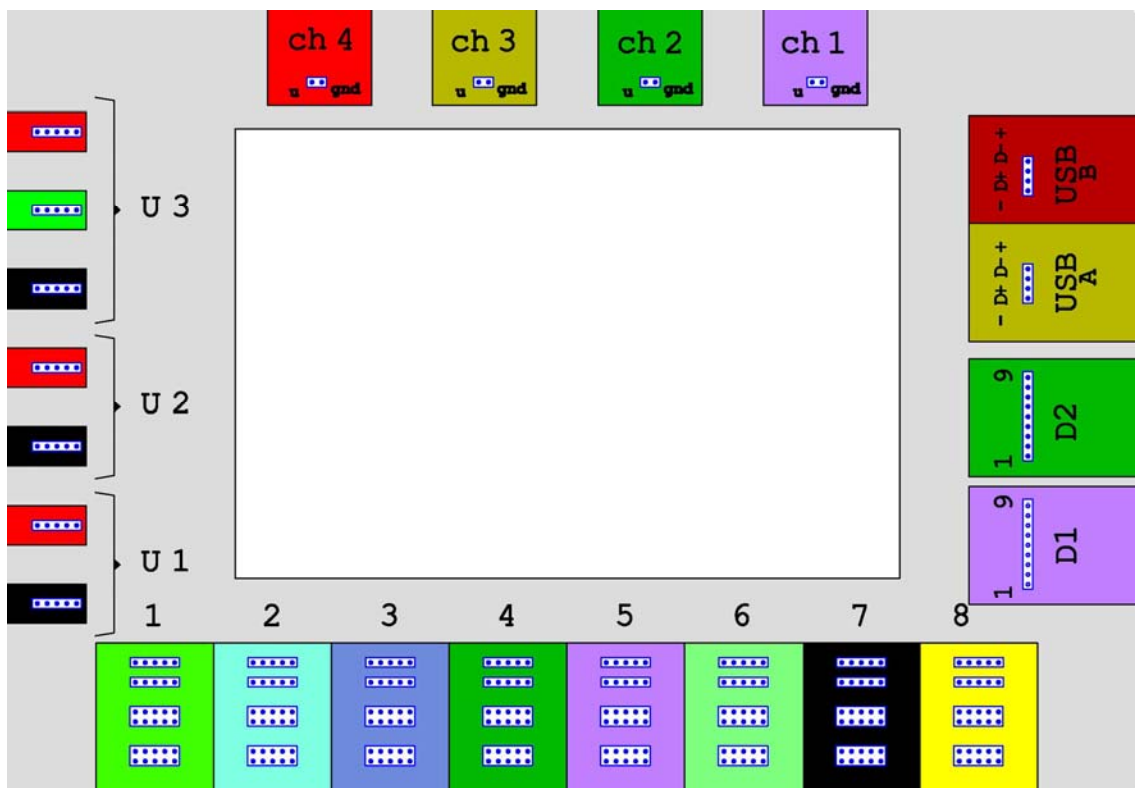 ch 4
u gnd
ch 3
u gnd
ch 2
u gnd
ch 1
u gnd
U 3
U 2
U 1
- D+ D- +
USB
B
- D+ D- +
USB
A
1 9
D2
1 9
D1
1 2 3 4 5 6 7 8